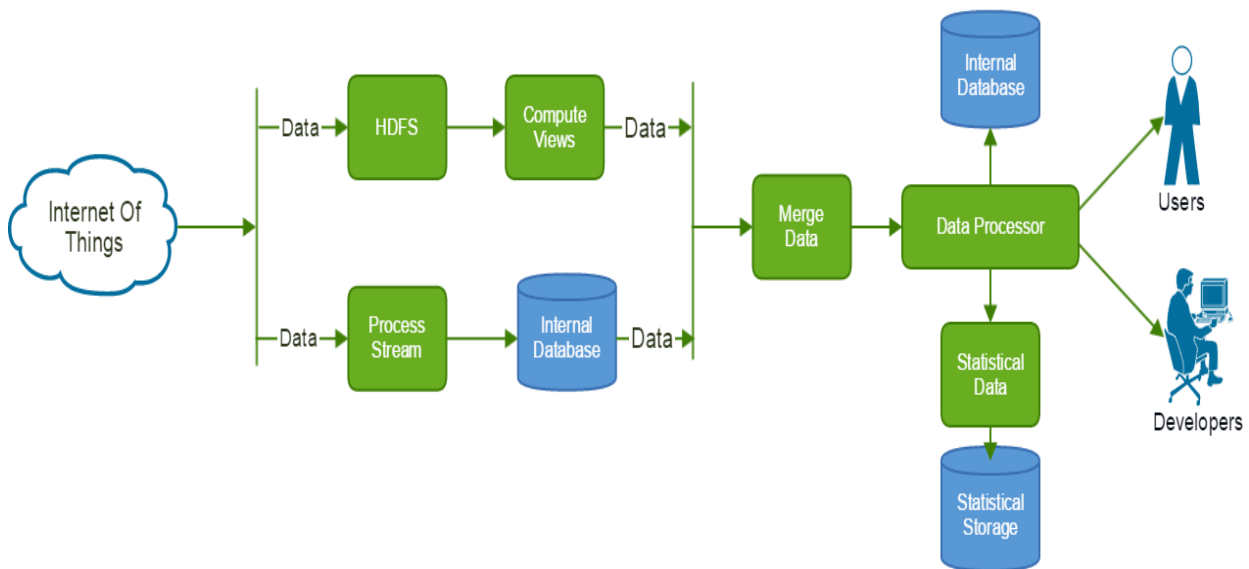 Internet Of
Things
Data
HDFS
Compute
Views
Data
Data
Process
Stream
Internal
Database
Data
Merge
Data
Data Processor
Internal
Database
Statistical
Data
Statistical
Storage
Users
Developers